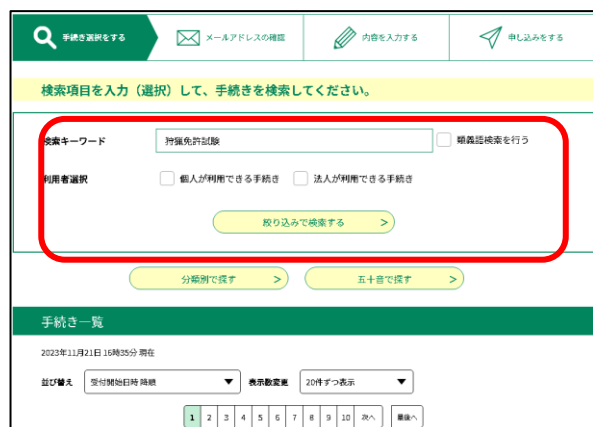 手続き選択をする メールアドレスの確認 内容を入力する 申し込みをする
検索項目を入力（選択）して、手続きを検索してください。
検索キーワード 狩猟免許試験 類義語検索を行う
利用者選択 個人が利用できる手続き 法人が利用できる手続き
絞り込みで検索する >
分類別で探す > 五十音で探す >
手続き一覧
2023年11月21日 16時35分 現在
並び替え 受付開始日時 降順 ▼ 表示数変更 20件ずつ表示 ▼
1 2 3 4 5 6 7 8 9 10 次へ 最後へ